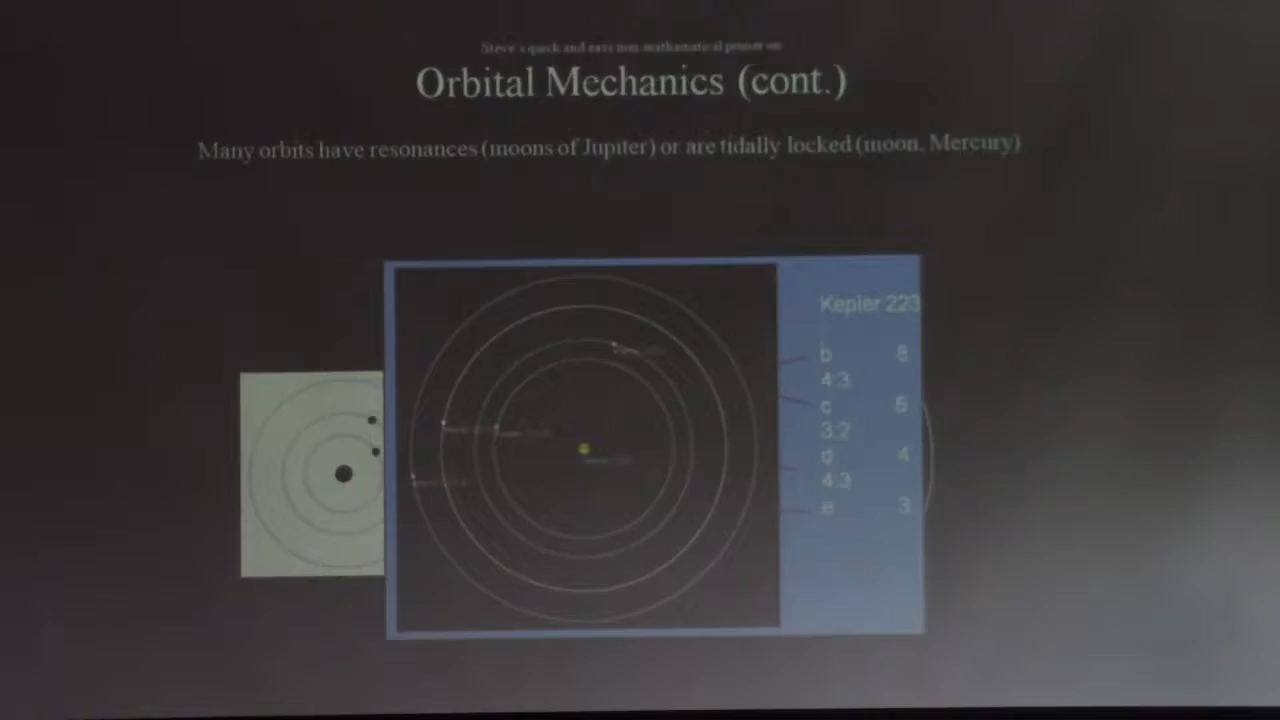 Steve's quick and easy non-mathematical primer on
Orbital Mechanics (cont.)
Many orbits have resonances (moons of Jupiter) or are tidally locked (moon, Mercury)
Kepler 223
b 8
4:3
c 6
3:2
d 4
4:3
e 3